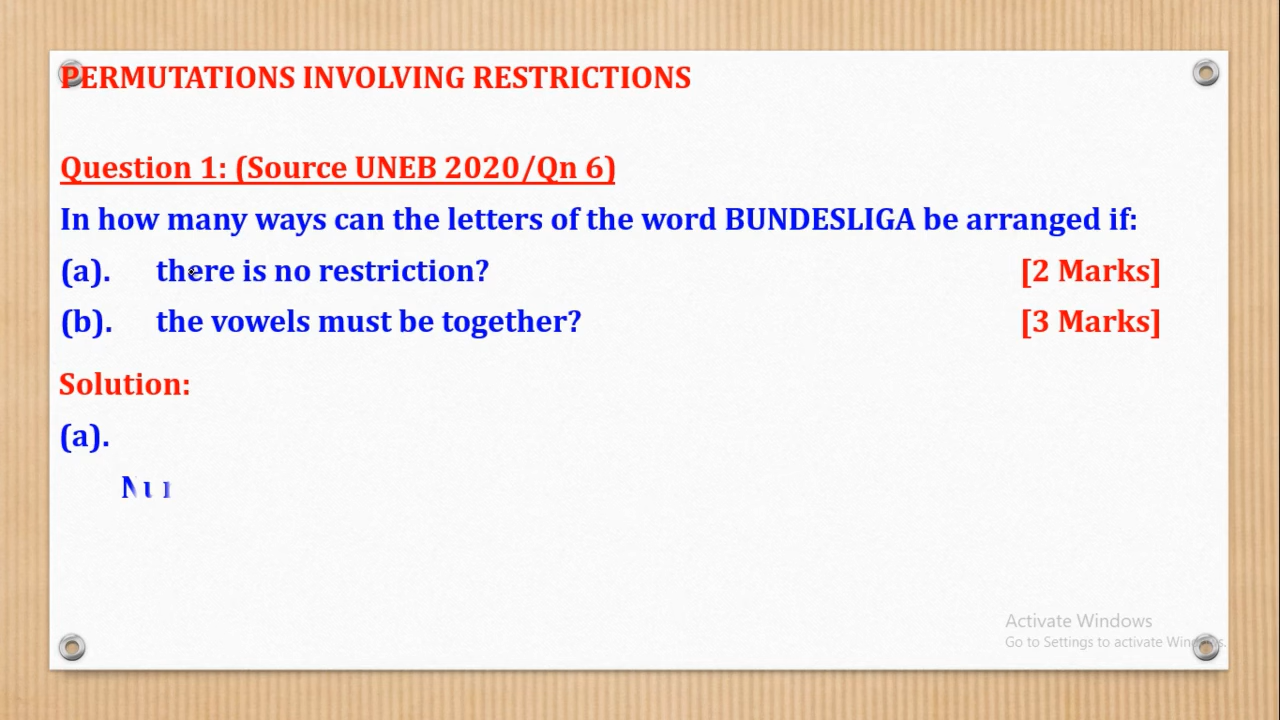 PERMUTATIONS INVOLVING RESTRICTIONS
Question 1: (Source UNEB 2020/Qn 6)
In how many ways can the letters of the word BUNDESLIGA be arranged if:
(a). there is no restriction? [2 Marks]
(b). the vowels must be together? [3 Marks]
Solution:
(a).
Activate Windows
Go to Settings to activate Windows.